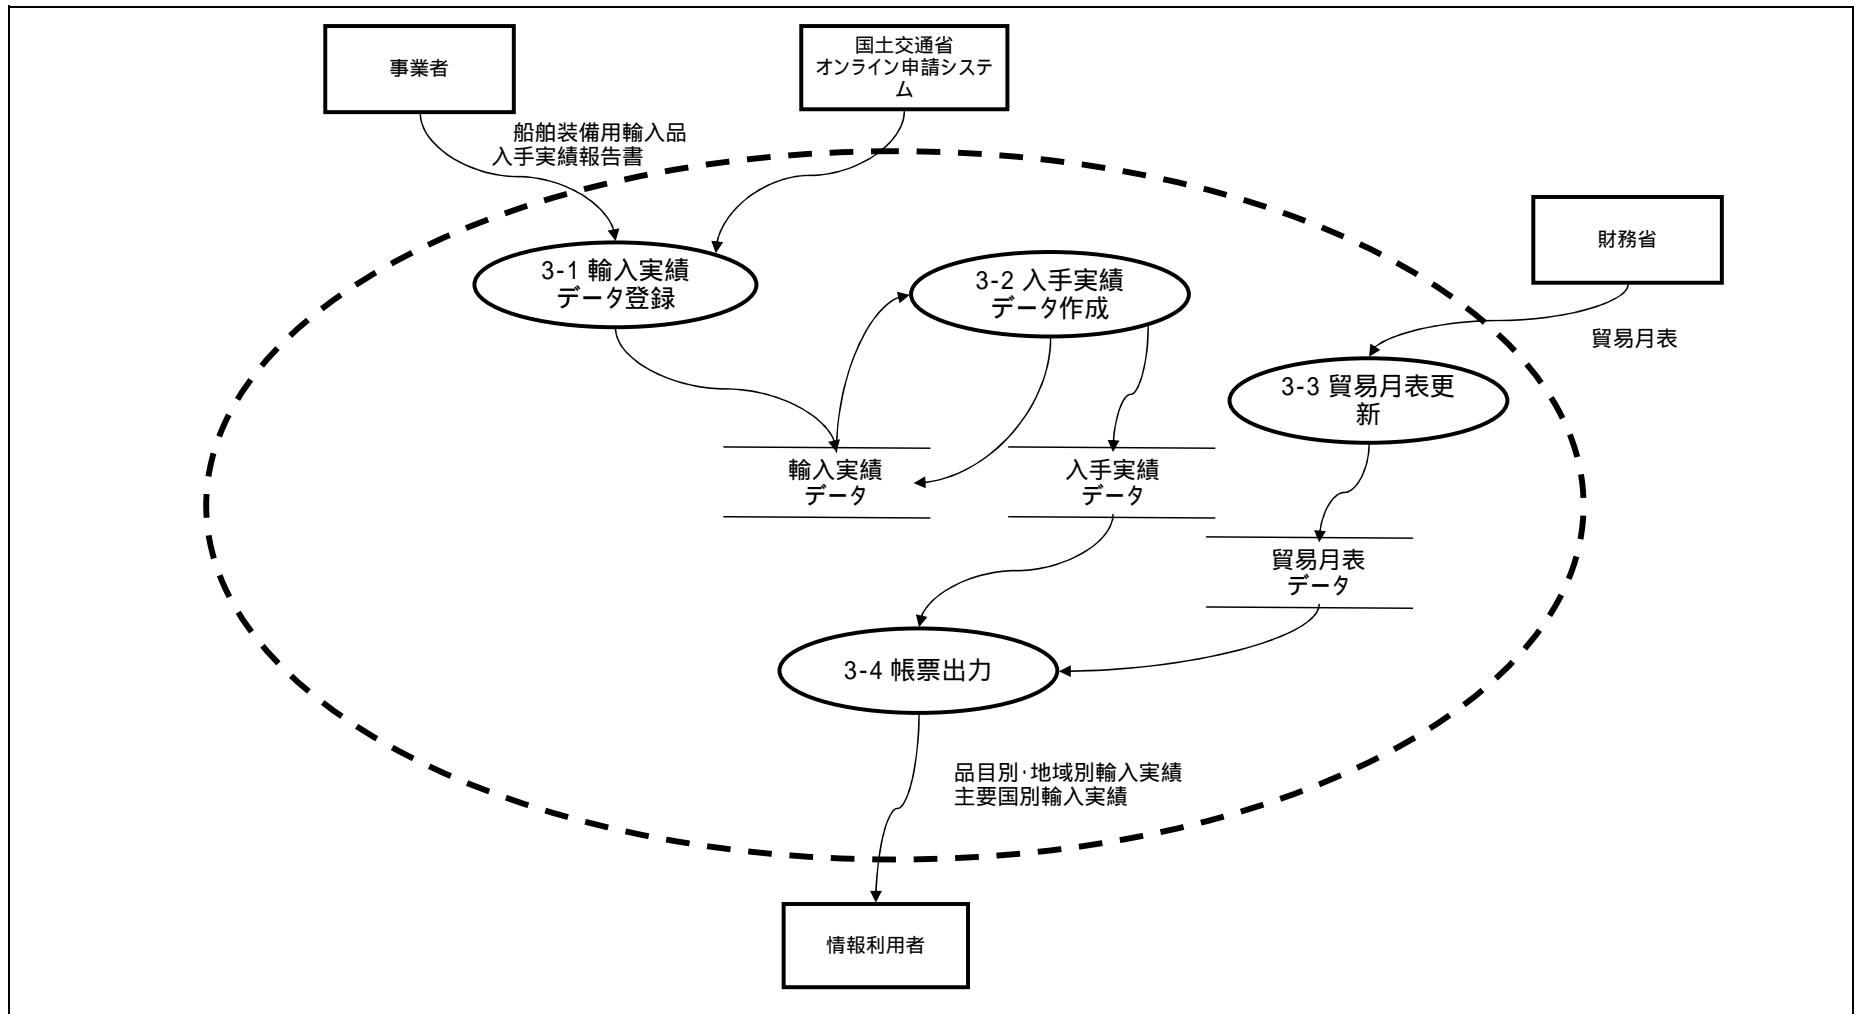 事業者
国土交通省
オンライン申請システ
ム
船舶装備用輸入品
入手実績報告書
財務省
貿易月表
3-1 輸入実績
データ登録
3-2 入手実績
データ作成
3-3 貿易月表更
新
輸入実績
データ
入手実績
データ
貿易月表
データ
3-4 帳票出力
品目別･地域別輸入実績
主要国別輸入実績
情報利用者